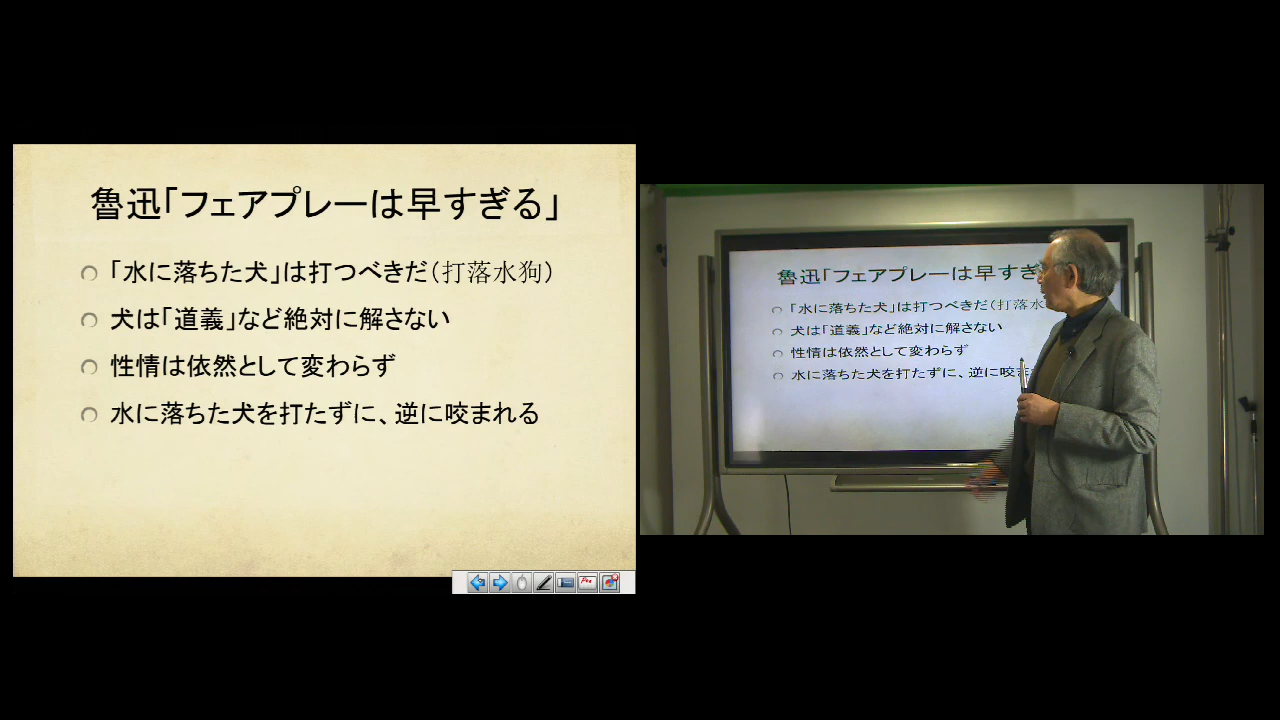 魯迅「フェアプレーは早すぎる」
「水に落ちた犬」は打つべきだ(打落水狗)
犬は「道義」など絶対に解さない
性情は依然として変わらず
水に落ちた犬を打たずに、逆に咬まれる
魯迅「フェアプレーは早すぎ
「水に落ちた犬」は打つべきだ(打落水
犬は「道義」など絶対に解さない
性情は依然として変わらず
水に落ちた犬を打たずに、逆に咬ま